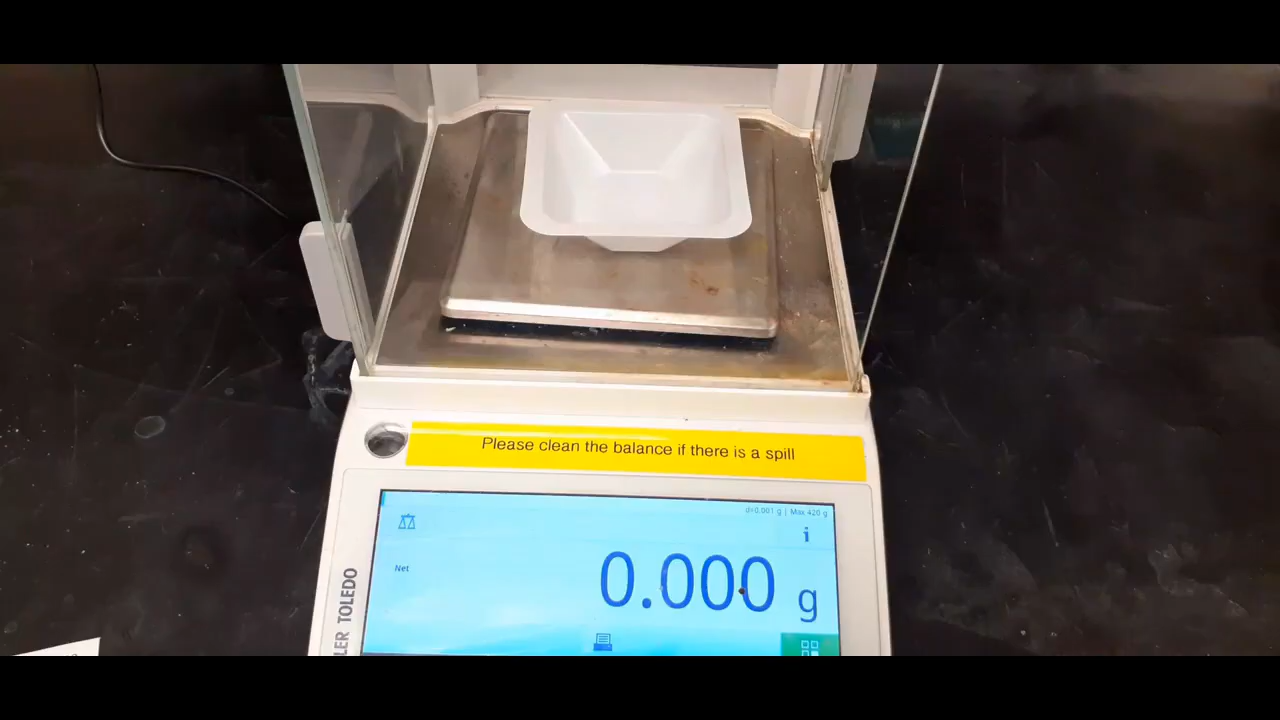 Please clean the balance if there is a spill
d=0.001 g | Max 420 g
i
Net
0.000 g
LER TOLEDO